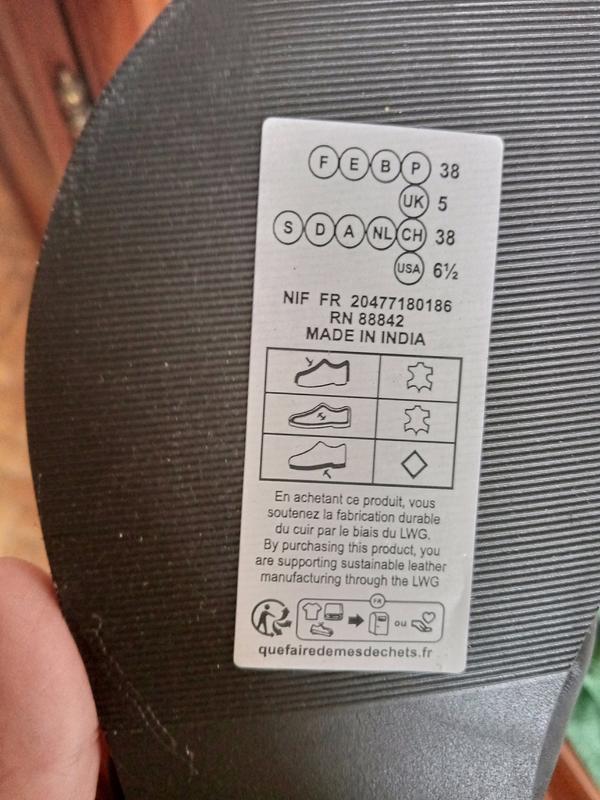 F E B P 38
UK 5
S D A NL CH 38
USA 6½
NIF FR 20477180186
RN 88842
MADE IN INDIA
En achetant ce produit, vous
soutenez la fabrication durable
du cuir par le biais du LWG.
By purchasing this product, you
are supporting sustainable leather
manufacturing through the LWG
FR
ou
quefairedemesdechets.fr